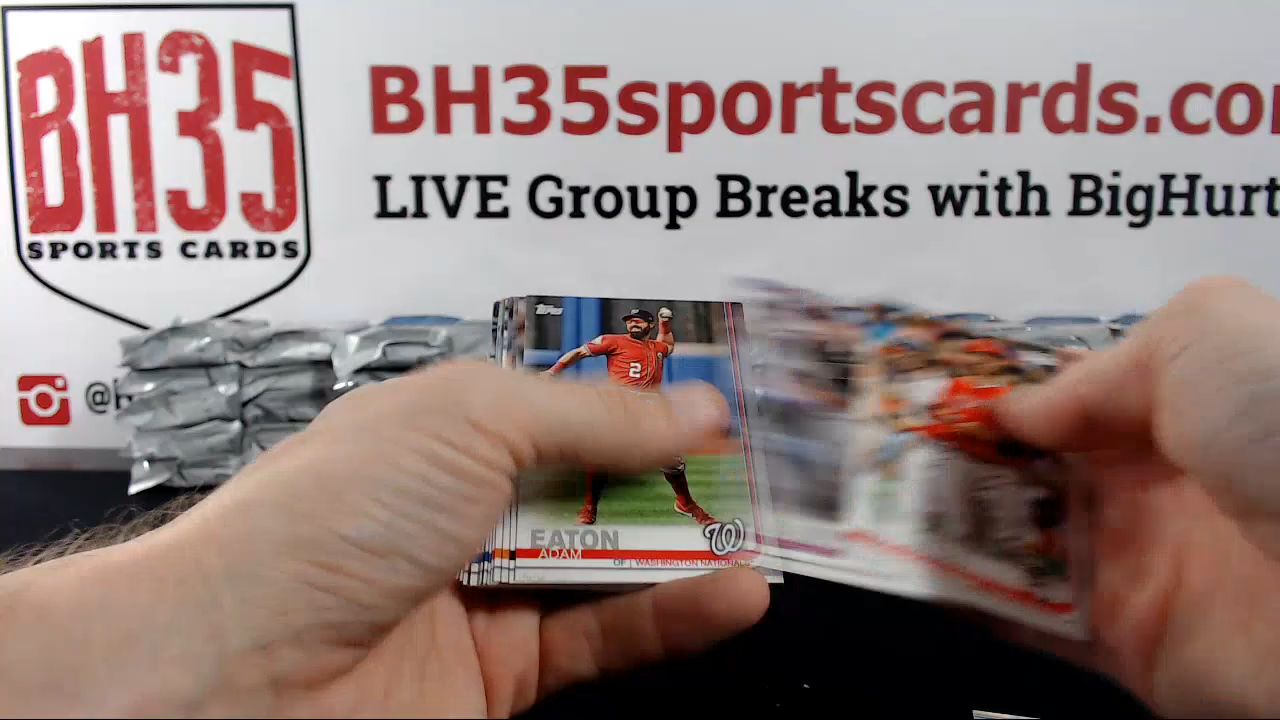 BH35
SPORTS CARDS
BH35sportscards.co
LIVE Group Breaks with BigHurt
@
Topps
2
EATON
ADAM
OF | WASHINGTON NATIONALS
W